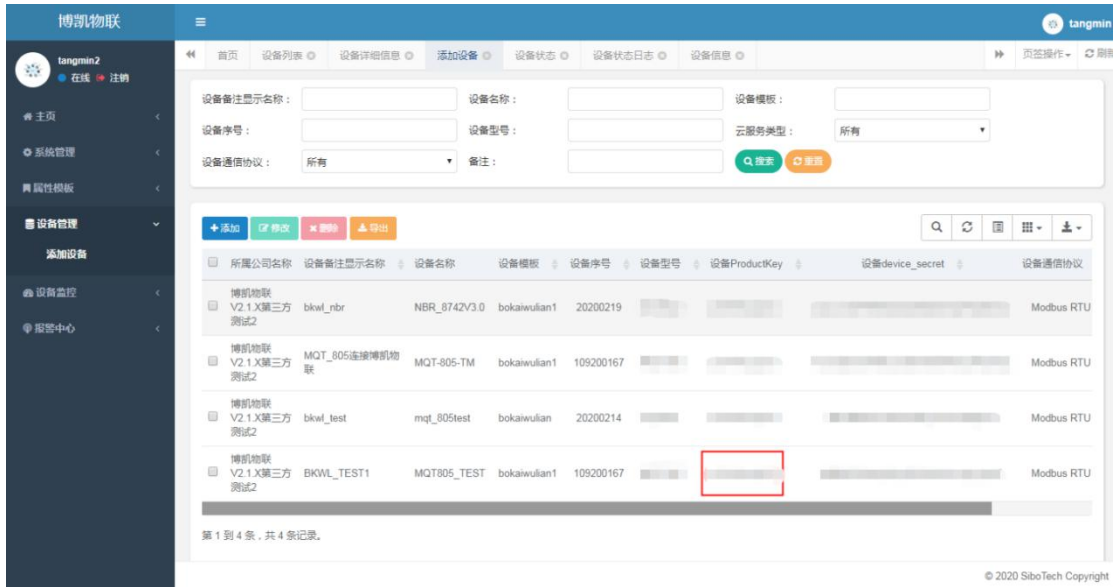 博凯物联
tangmin
tangmin2
在线 注销
首页 设备列表 设备详细信息 添加设备 设备状态 设备状态日志 设备信息 页签操作 刷新
主页
系统管理
属性模板
设备管理
添加设备
设备监控
报警中心
设备备注显示名称： 设备名称： 设备模板：
设备序号： 设备型号： 云服务类型： 所有
设备通信协议： 所有 备注： 搜索 重置
添加 修改 删除 导出
所属公司名称 设备备注显示名称 设备名称 设备模板 设备序号 设备型号 设备ProductKey 设备device_secret 设备通信协议
博凯物联
V2.1.X第三方 bkwl_nbr NBR_8742V3.0 bokaiwulian1 20200219 Modbus RTU
测试2
博凯物联
V2.1.X第三方 MQT_805连接博凯物联 MQT-805-TM bokaiwulian1 109200167 Modbus RTU
测试2
博凯物联
V2.1.X第三方 bkwl_test mqt_805test bokaiwulian 20200214 Modbus RTU
测试2
博凯物联
V2.1.X第三方 BKWL_TEST1 MQT805_TEST bokaiwulian1 109200167 Modbus RTU
测试2
第 1 到 4 条，共 4 条记录。
© 2020 SiboTech Copyright